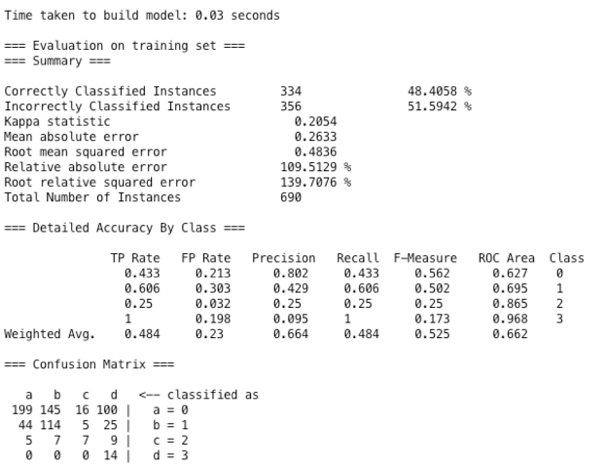 Time taken to build model: 0.03 seconds
=== Evaluation on training set ===
=== Summary ===
Correctly Classified Instances 334 48.4058 %
Incorrectly Classified Instances 356 51.5942 %
Kappa statistic 0.2054
Mean absolute error 0.2633
Root mean squared error 0.4836
Relative absolute error 109.5129 %
Root relative squared error 139.7076 %
Total Number of Instances 690
=== Detailed Accuracy By Class ===
TP Rate FP Rate Precision Recall F-Measure ROC Area Class
0.433 0.213 0.802 0.433 0.562 0.627 0
0.606 0.303 0.429 0.606 0.502 0.695 1
0.25 0.032 0.25 0.25 0.25 0.865 2
1 0.198 0.095 1 0.173 0.968 3
Weighted Avg. 0.484 0.23 0.664 0.484 0.525 0.662
=== Confusion Matrix ===
a b c d <-- classified as
199 145 16 100 | a = 0
44 114 5 25 | b = 1
5 7 7 9 | c = 2
0 0 0 14 | d = 3